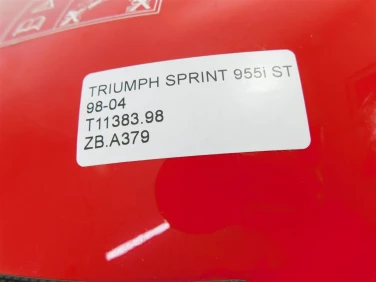 TRIUMPH SPRINT 955i ST
98-04
T11383.98
ZB.A379